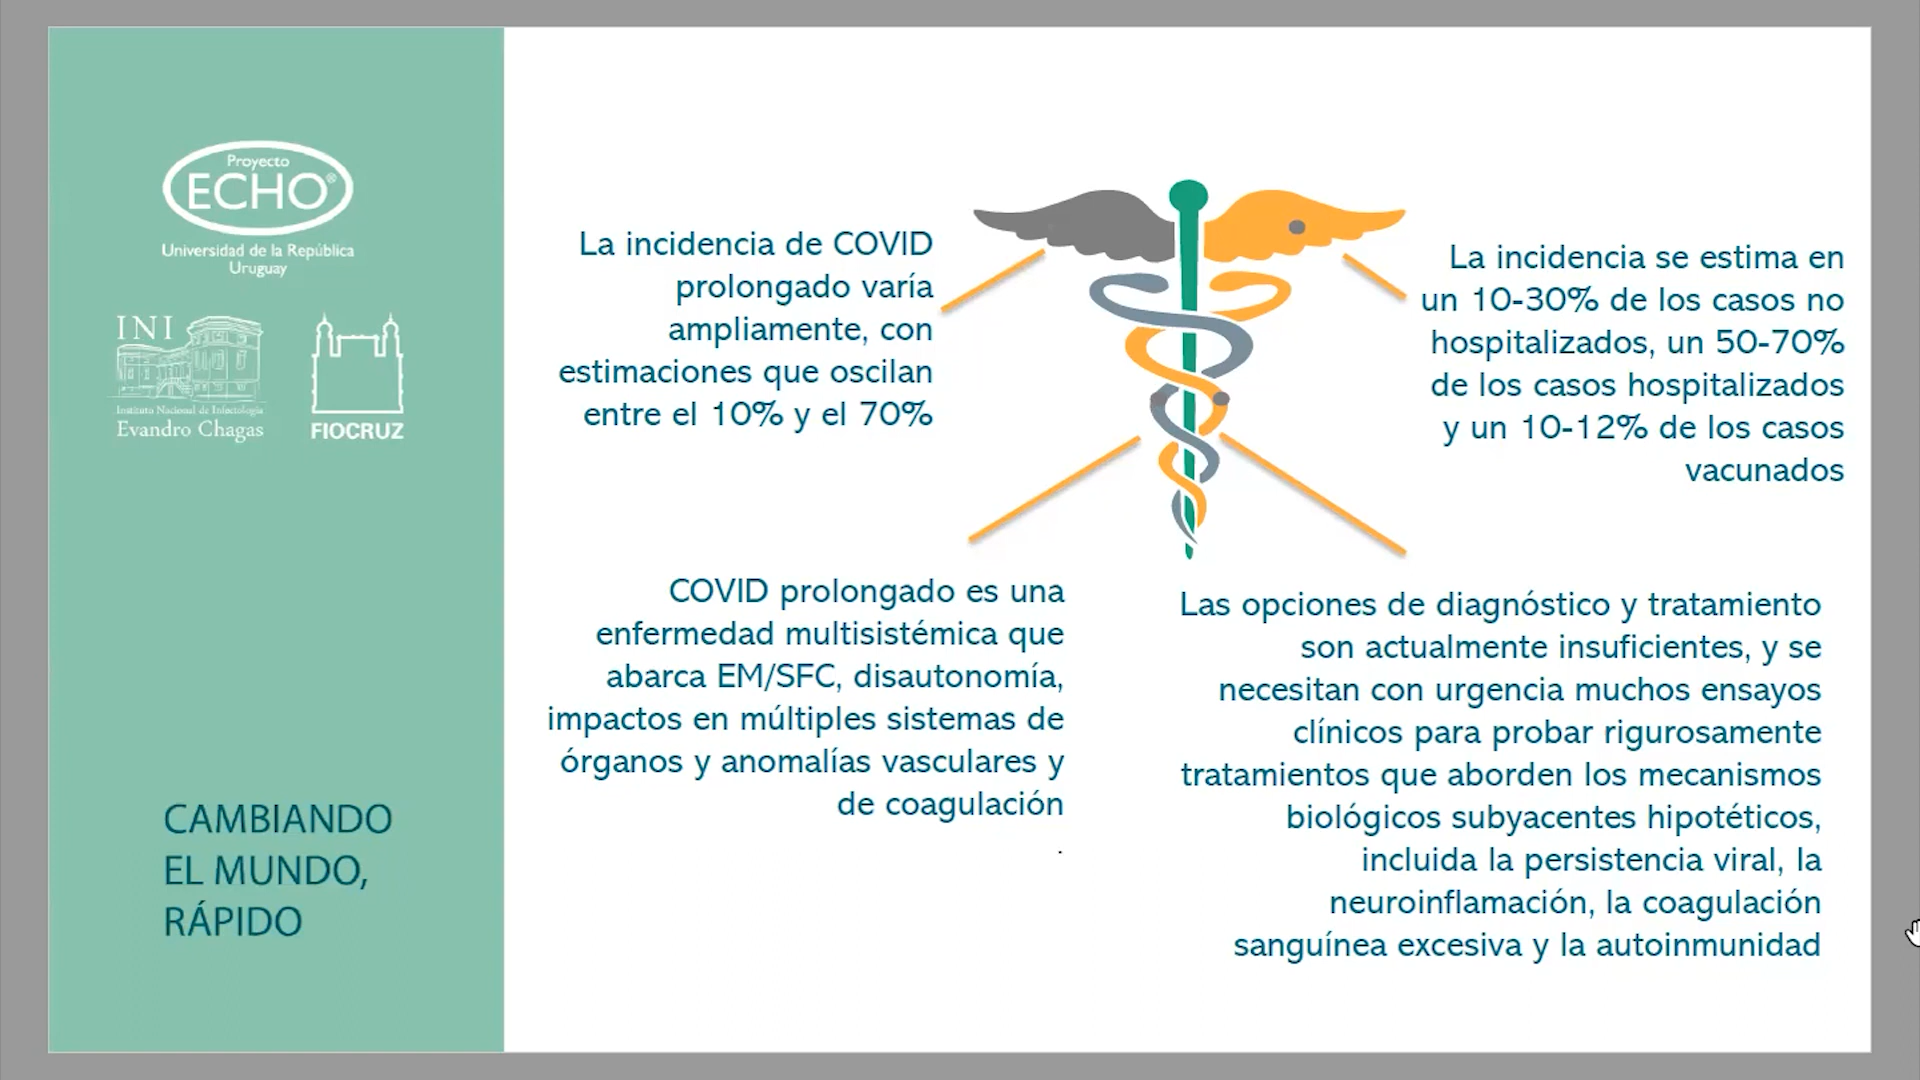 Proyecto
ECHO®
Universidad de la República
Uruguay
INI
Instituto Nacional de Infectología
Evandro Chagas
FIOCRUZ
CAMBIANDO
EL MUNDO,
RÁPIDO
La incidencia de COVID
prolongado varía
ampliamente, con
estimaciones que oscilan
entre el 10% y el 70%
La incidencia se estima en
un 10-30% de los casos no
hospitalizados, un 50-70%
de los casos hospitalizados
y un 10-12% de los casos
vacunados
COVID prolongado es una
enfermedad multisistémica que
abarca EM/SFC, disautonomía,
impactos en múltiples sistemas de
órganos y anomalías vasculares y
de coagulación
.
Las opciones de diagnóstico y tratamiento
son actualmente insuficientes, y se
necesitan con urgencia muchos ensayos
clínicos para probar rigurosamente
tratamientos que aborden los mecanismos
biológicos subyacentes hipotéticos,
incluida la persistencia viral, la
neuroinflamación, la coagulación
sanguínea excesiva y la autoinmunidad